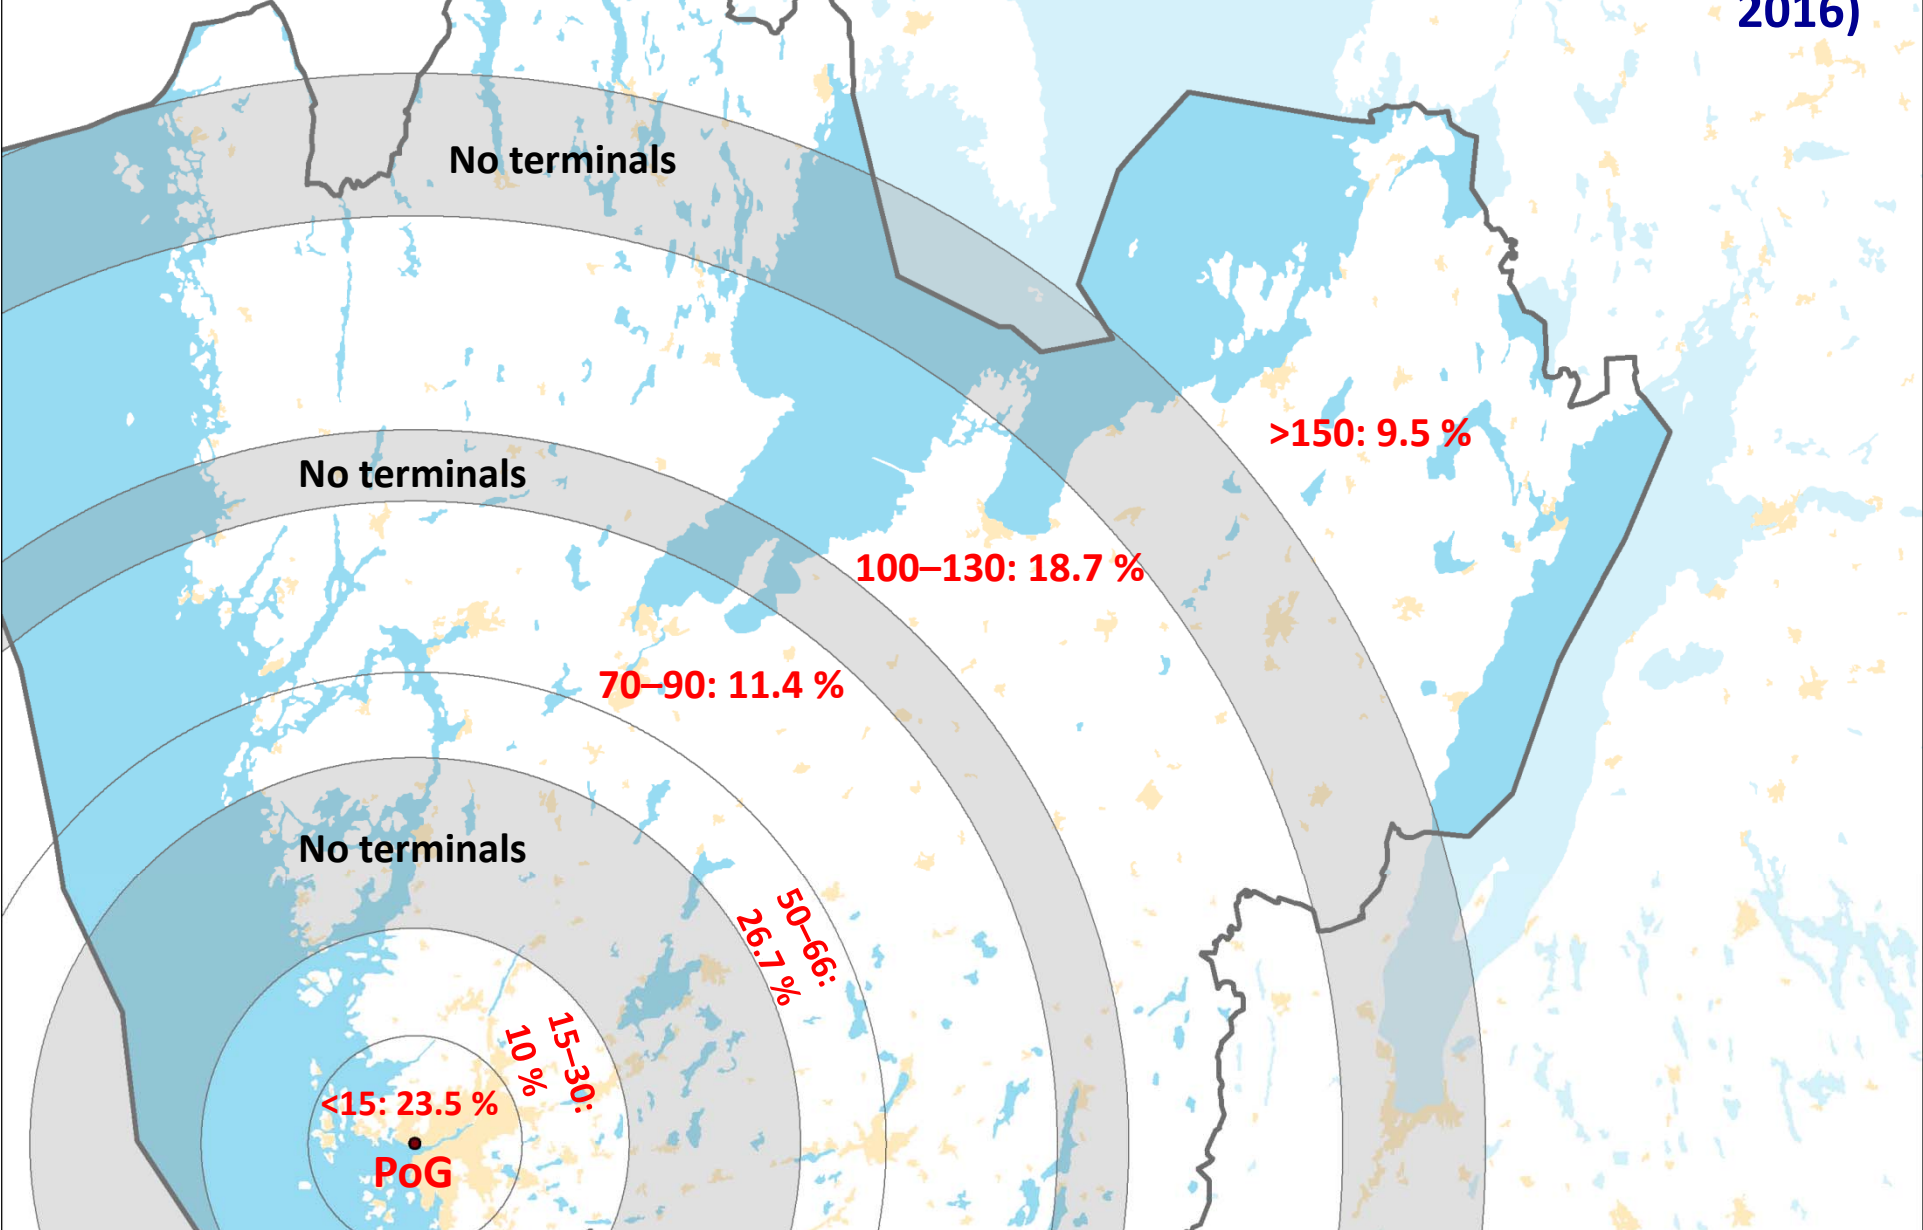 2016)
No terminals
>150: 9.5 %
No terminals
100–130: 18.7 %
70–90: 11.4 %
No terminals
50–66:
26.7 %
15–30:
10 %
<15: 23.5 %
PoG